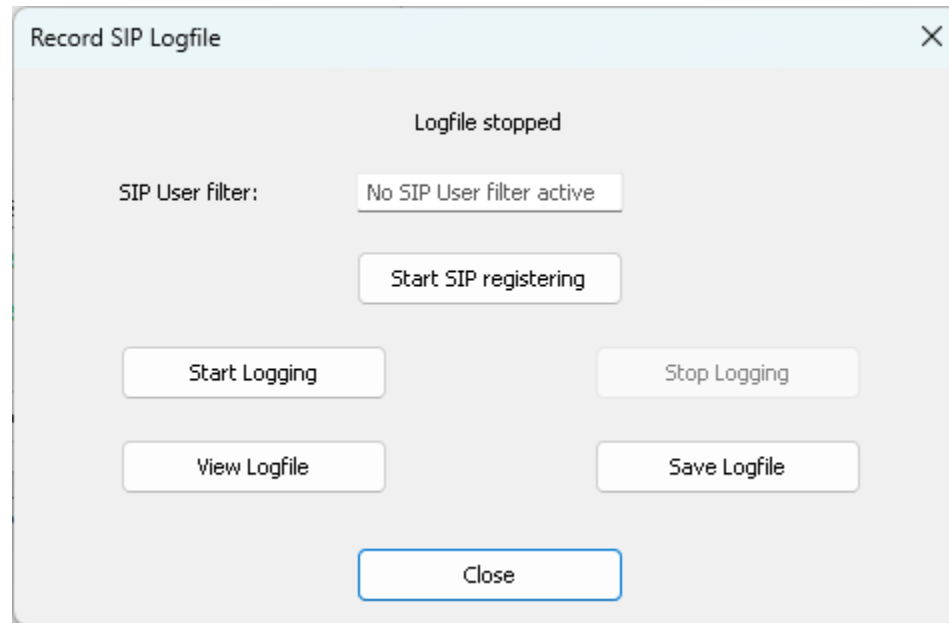 Record SIP Logfile
Logfile stopped
SIP User filter: No SIP User filter active
Start SIP registering
Start Logging Stop Logging
View Logfile Save Logfile
Close